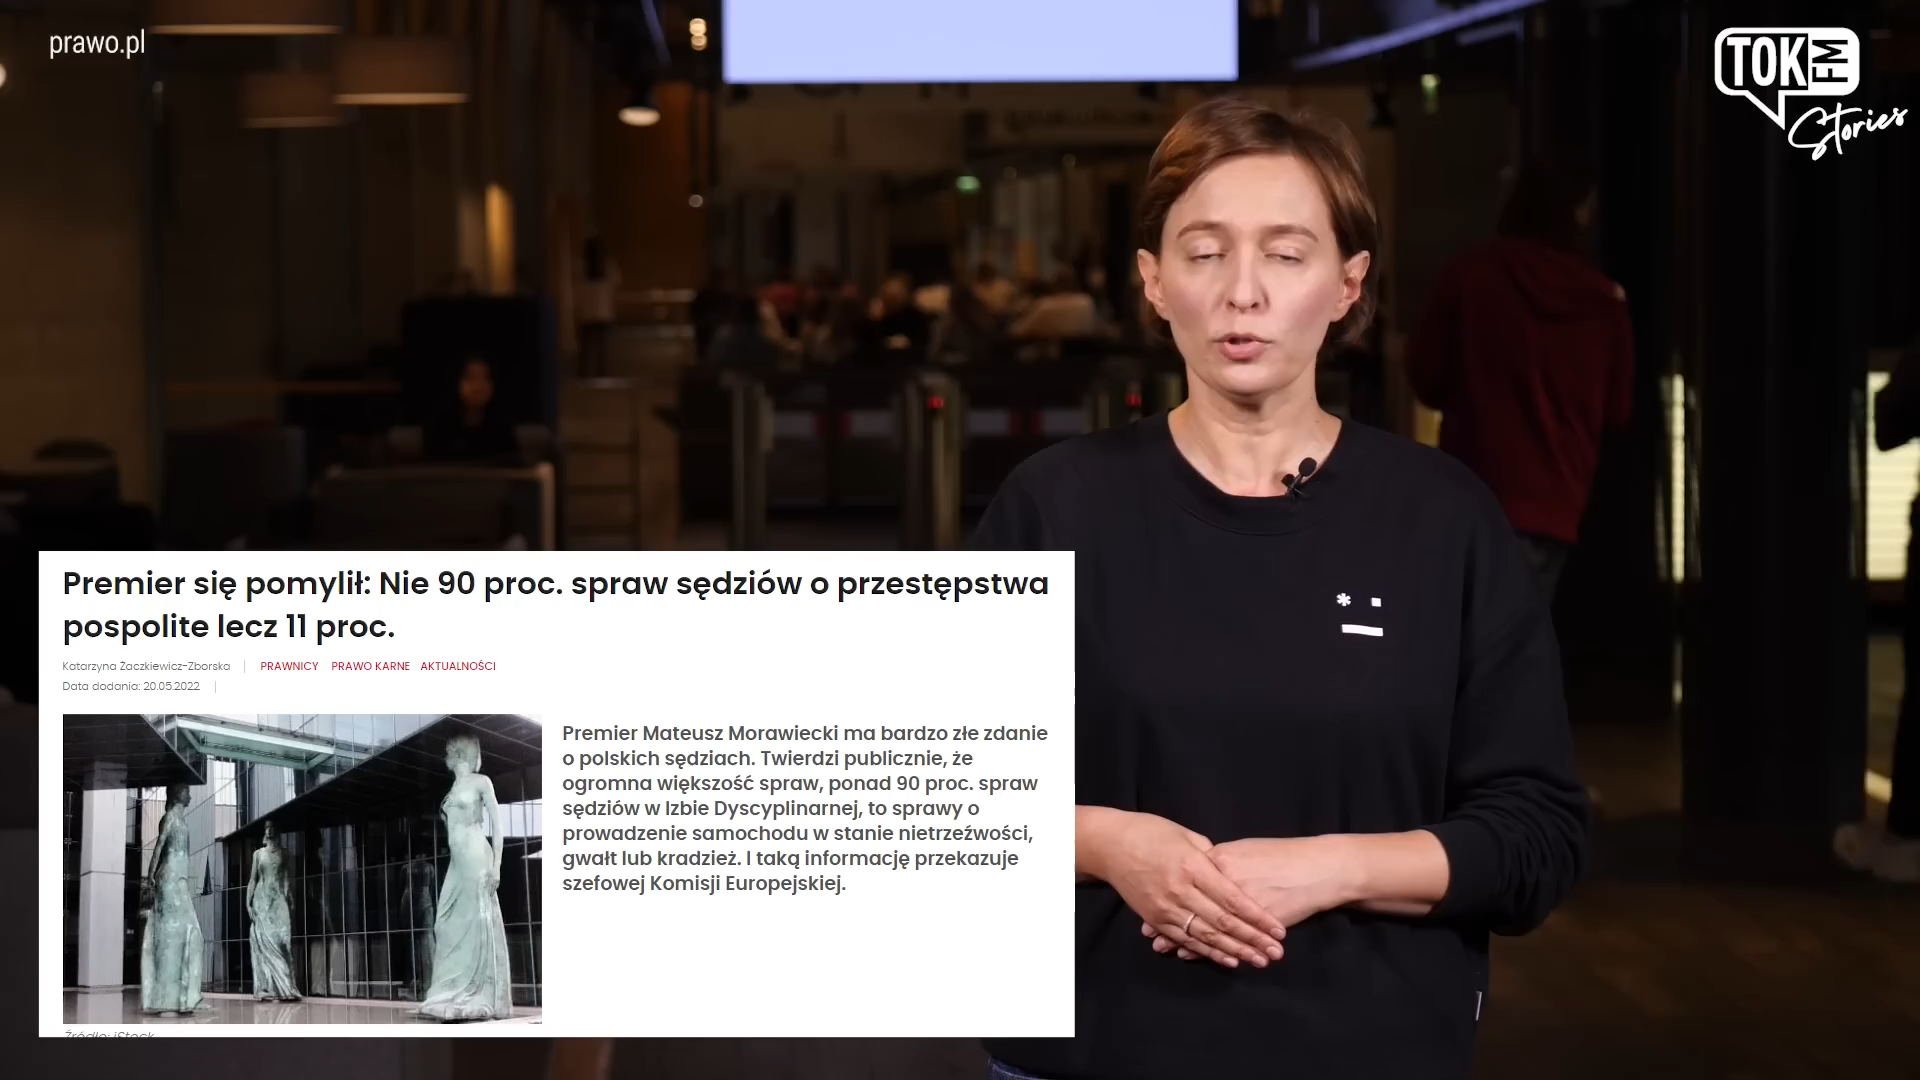 prawo.pl
TOK FM
Stories
Premier się pomylił: Nie 90 proc. spraw sędziów o przestępstwa
pospolite lecz 11 proc.
Katarzyna Żaczkiewicz-Zborska | PRAWNICY PRAWO KARNE AKTUALNOŚCI
Data dodania: 20.05.2022 |
Premier Mateusz Morawiecki ma bardzo złe zdanie
o polskich sędziach. Twierdzi publicznie, że
ogromna większość spraw, ponad 90 proc. spraw
sędziów w Izbie Dyscyplinarnej, to sprawy o
prowadzenie samochodu w stanie nietrzeźwości,
gwałt lub kradzież. I taką informację przekazuje
szefowej Komisji Europejskiej.
Źródło: iStock